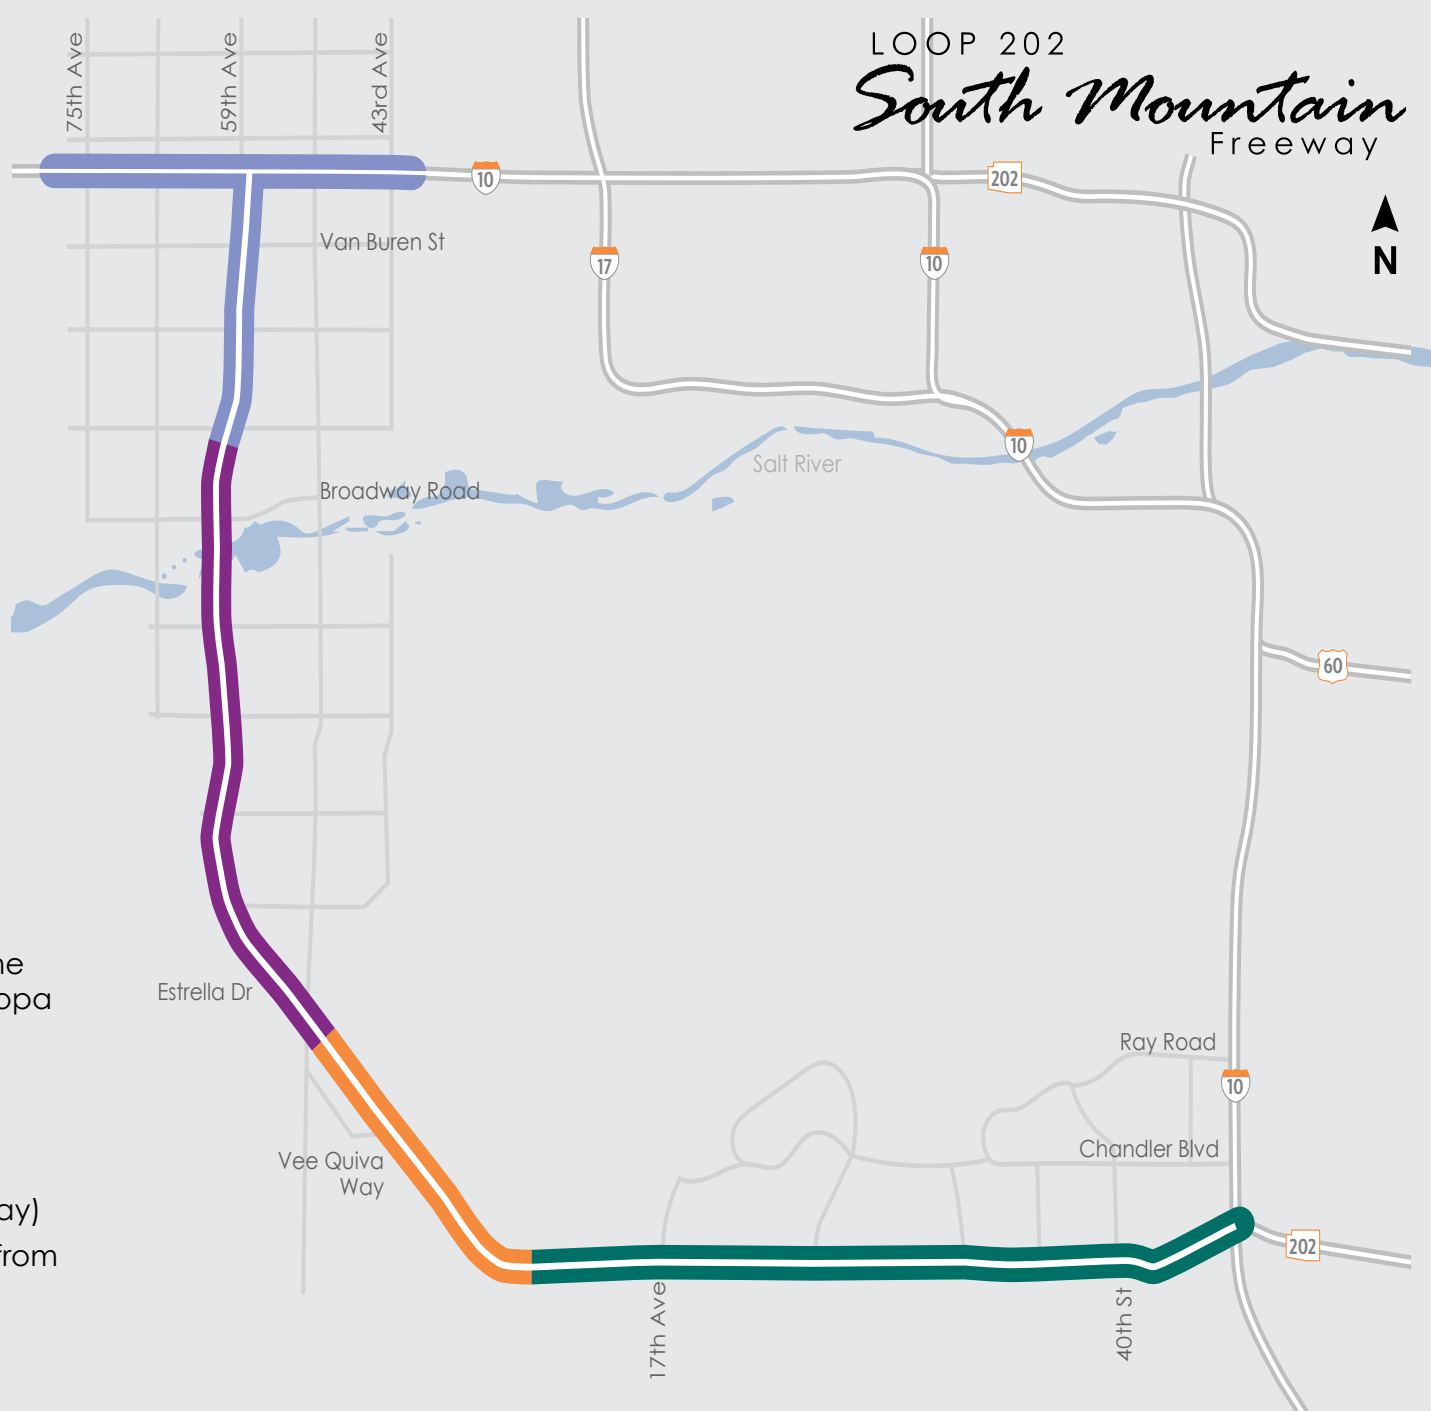 LOOP 202
South Mountain
Freeway
75th Ave
59th Ave
43rd Ave
10
202
Van Buren St
17
10
N
10
Salt River
Broadway Road
60
ne
opa
Estrella Dr
Ray Road
10
Chandler Blvd
Vee Quiva
Way
ay)
from
202
17th Ave
40th St